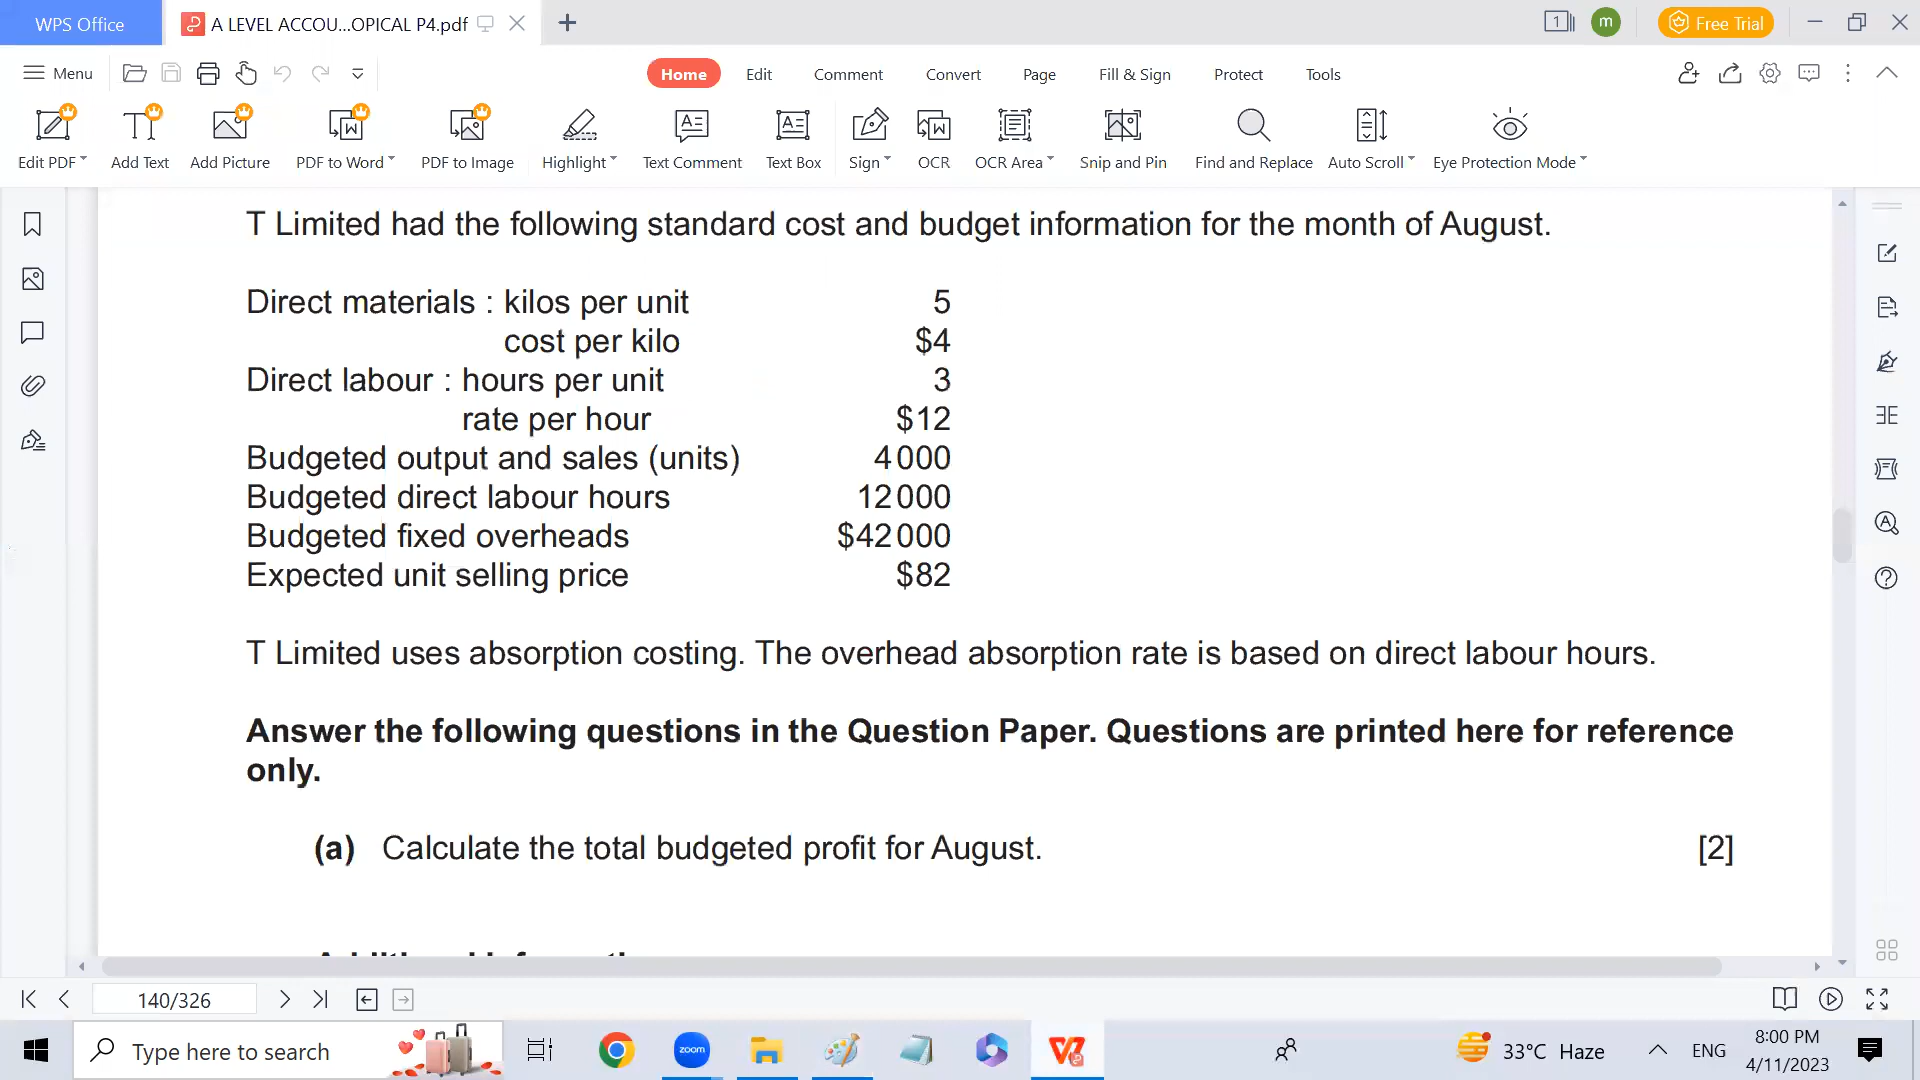 WPS Office
A LEVEL ACCOU...OPICAL P4.pdf
1
m
Free Trial
Menu
Home
Edit
Comment
Convert
Page
Fill & Sign
Protect
Tools
Edit PDF
Add Text
Add Picture
PDF to Word
PDF to Image
Highlight
Text Comment
Text Box
Sign
OCR
OCR Area
Snip and Pin
Find and Replace
Auto Scroll
Eye Protection Mode
T Limited had the following standard cost and budget information for the month of August.
Direct materials : kilos per unit 5
cost per kilo $4
Direct labour : hours per unit 3
rate per hour $12
Budgeted output and sales (units) 4 000
Budgeted direct labour hours 12 000
Budgeted fixed overheads $42 000
Expected unit selling price $82
T Limited uses absorption costing. The overhead absorption rate is based on direct labour hours.
Answer the following questions in the Question Paper. Questions are printed here for reference
only.
(a) Calculate the total budgeted profit for August. [2]
140/326
Type here to search
zoom
33°C Haze
ENG
8:00 PM
4/11/2023